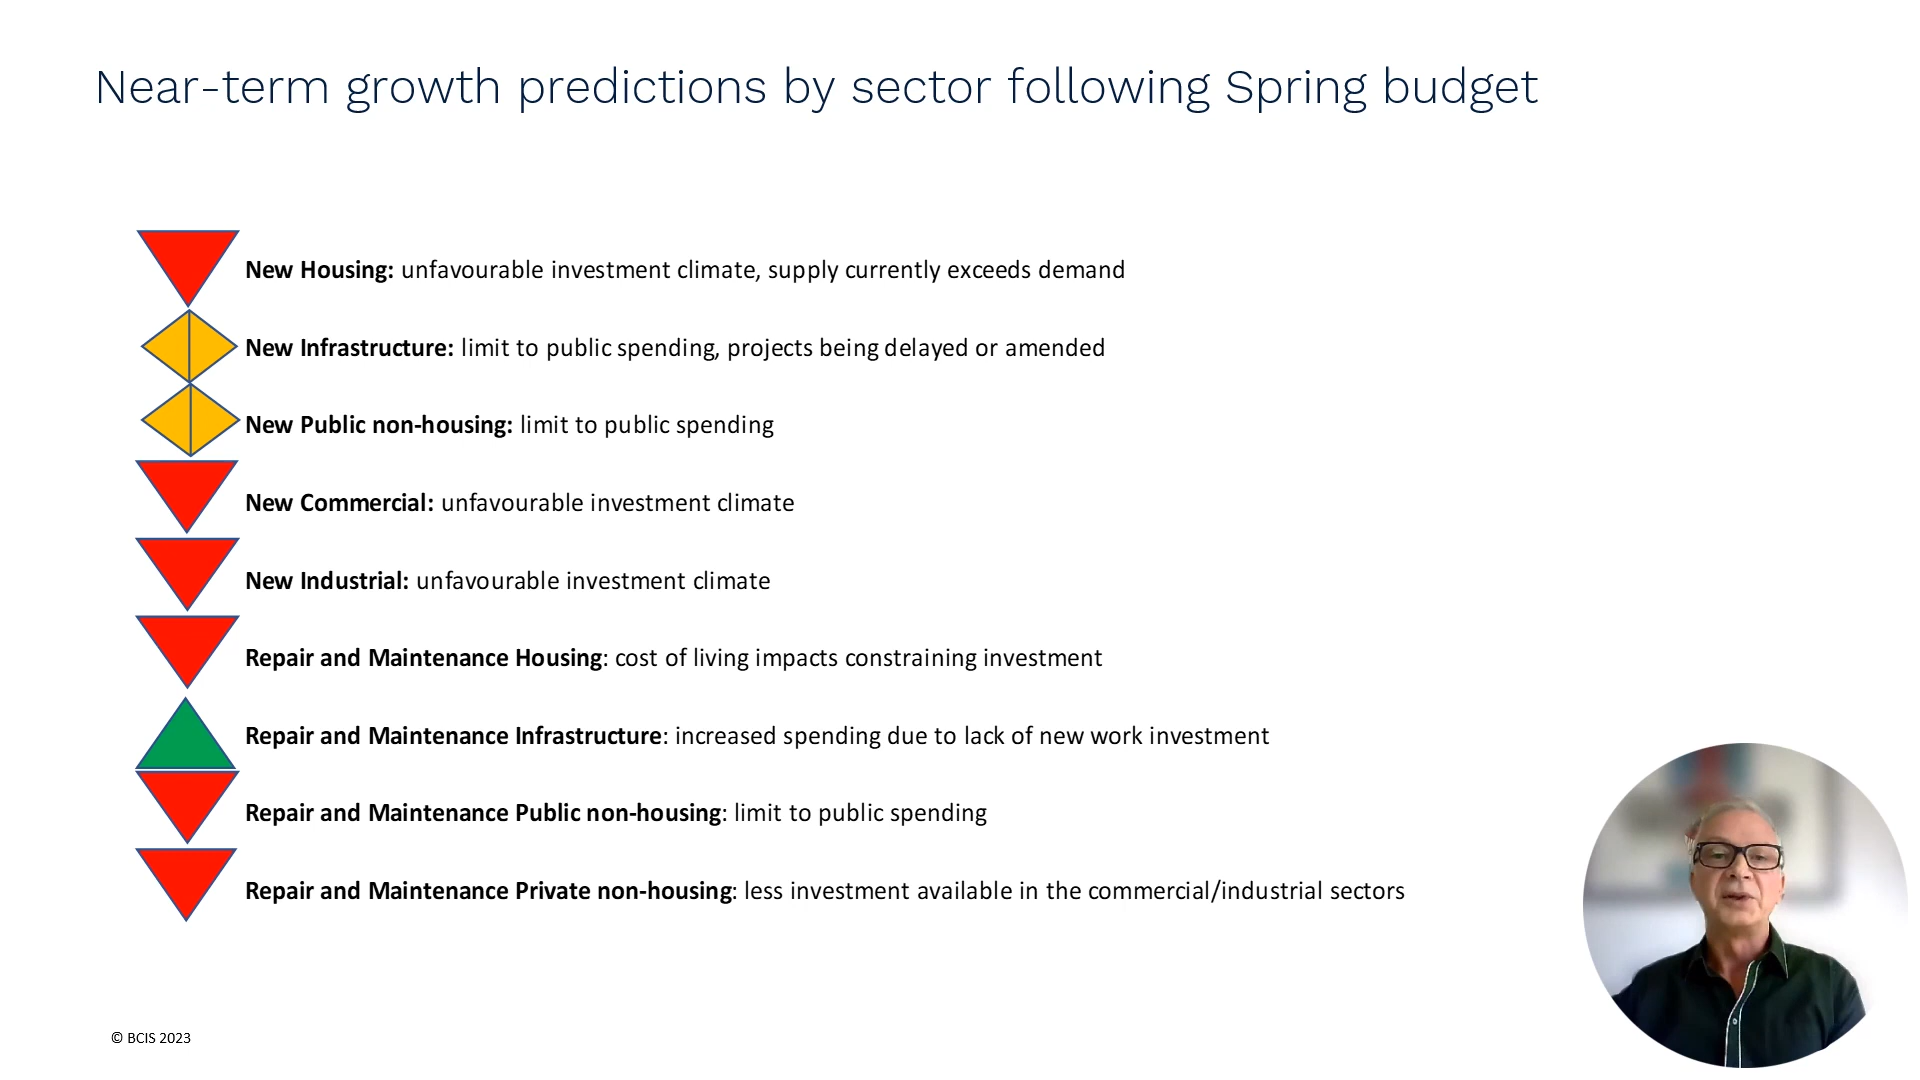 Near-term growth predictions by sector following Spring budget
New Housing: unfavourable investment climate, supply currently exceeds demand
New Infrastructure: limit to public spending, projects being delayed or amended
New Public non-housing: limit to public spending
New Commercial: unfavourable investment climate
New Industrial: unfavourable investment climate
Repair and Maintenance Housing: cost of living impacts constraining investment
Repair and Maintenance Infrastructure: increased spending due to lack of new work investment
Repair and Maintenance Public non-housing: limit to public spending
Repair and Maintenance Private non-housing: less investment available in the commercial/industrial sectors
© BCIS 2023